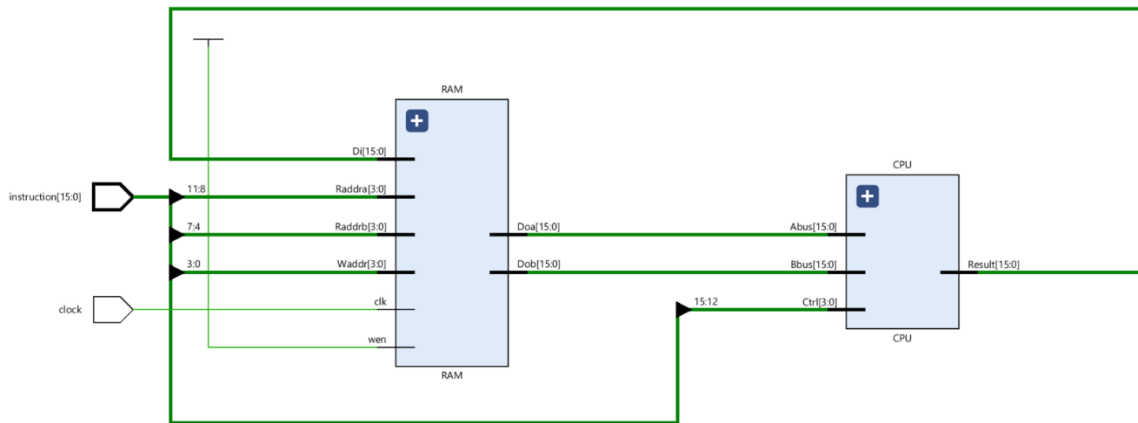 RAM
Di[15:0]
CPU
instruction[15:0]
11:8
Raddra[3:0]
7:4
Raddrb[3:0]
Doa[15:0]
Abus[15:0]
3:0
Waddr[3:0]
Dob[15:0]
Bbus[15:0]
Result[15:0]
clock
clk
15:12
Ctrl[3:0]
wen
CPU
RAM